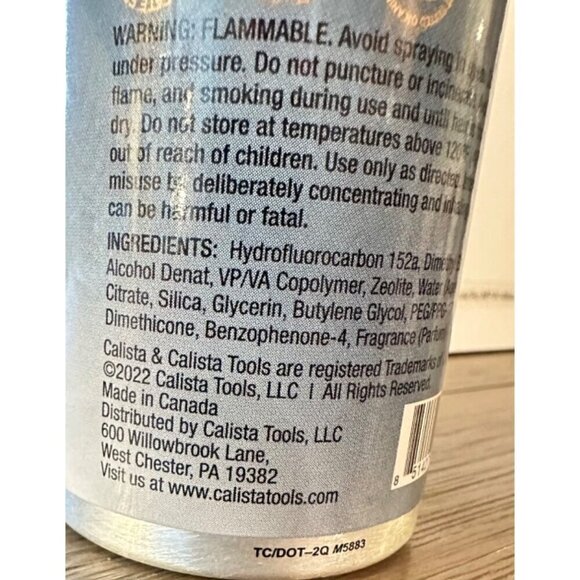 WARNING: FLAMMABLE. Avoid spraying in
under pressure. Do not puncture or
flame, and smoking during use and until
dry. Do not store at temperatures above
out of reach of children. Use only as directed
misuse by deliberately concentrating and
can be harmful or fatal.
INGREDIENTS: Hydrofluorocarbon 152a,
Alcohol Denat, VP/VA Copolymer, Zeolite, Water
Citrate, Silica, Glycerin, Butylene Glycol, PEG/PPG-
Dimethicone, Benzophenone-4, Fragrance (Parfum
Calista & Calista Tools are registered Trademarks of
©2022 Calista Tools, LLC | All Rights Reserved.
Made in Canada
Distributed by Calista Tools, LLC
600 Willowbrook Lane,
West Chester, PA 19382
Visit us at www.calistatools.com
TC/DOT-2Q M5883